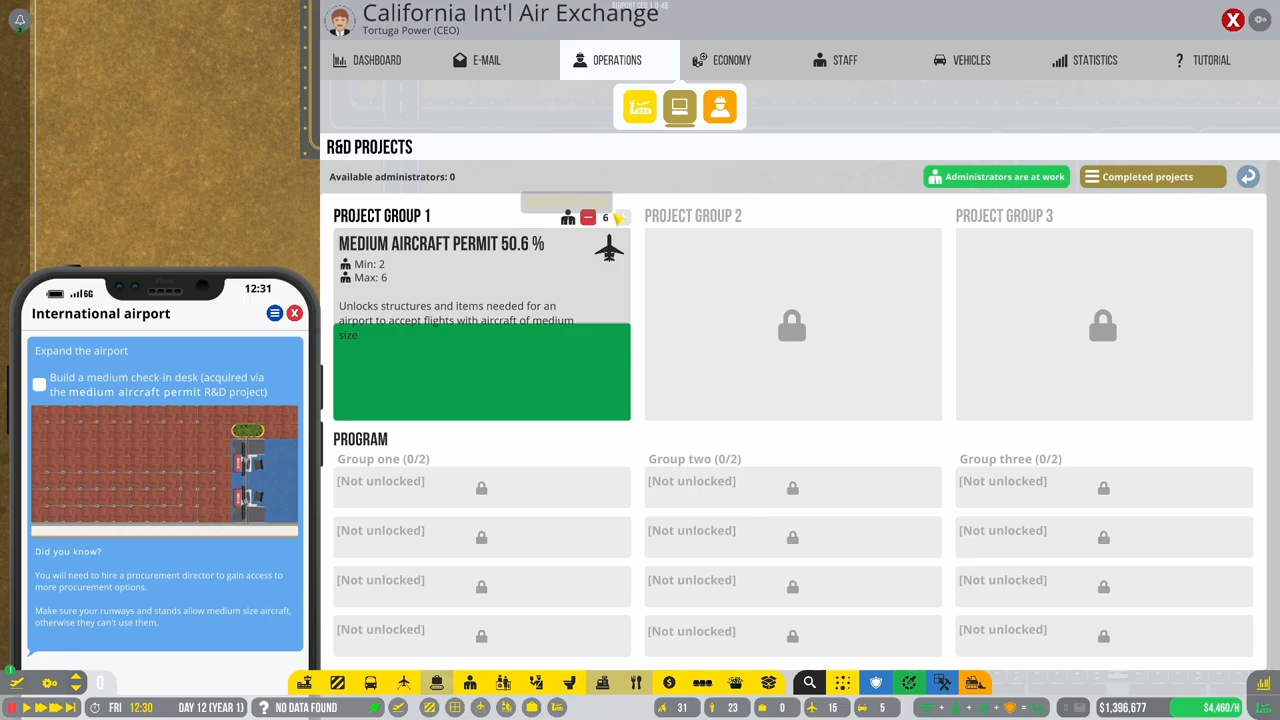 AIRPORT CEO 1.0-45
California Int'l Air Exchange
Tortuga Power (CEO)
DASHBOARD
E-MAIL
OPERATIONS
ECONOMY
STAFF
VEHICLES
STATISTICS
? TUTORIAL
R&D PROJECTS
Available administrators: 0
Administrators are at work
Completed projects
PROJECT GROUP 1
6
PROJECT GROUP 2
PROJECT GROUP 3
MEDIUM AIRCRAFT PERMIT 50.6 %
Min: 2
Max: 6
Unlocks structures and items needed for an
airport to accept flights with aircraft of medium
size
PROGRAM
Group one (0/2)
Group two (0/2)
Group three (0/2)
[Not unlocked]
[Not unlocked]
[Not unlocked]
[Not unlocked]
[Not unlocked]
[Not unlocked]
[Not unlocked]
[Not unlocked]
[Not unlocked]
[Not unlocked]
[Not unlocked]
[Not unlocked]
6G
12:31
International airport
X
Expand the airport
Build a medium check-in desk (acquired via
the medium aircraft permit R&D project)
Did you know?
You will need to hire a procurement director to gain access to
more procurement options.
Make sure your runways and stands allow medium size aircraft,
otherwise they can't use them.
0
FRI 12:30
DAY 12 (YEAR 1)
? NO DATA FOUND
31
23
0
15
5
$1,396,677
$4,460/H